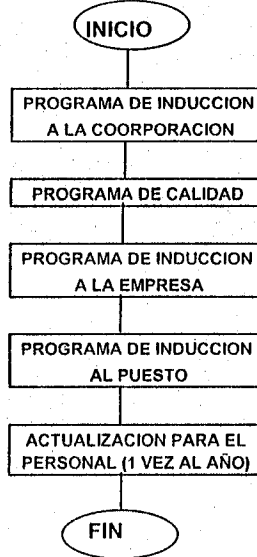 INICIO
PROGRAMA DE INDUCCION
A LA COORPORACION
PROGRAMA DE CALIDAD
PROGRAMA DE INDUCCION
A LA EMPRESA
PROGRAMA DE INDUCCION
AL PUESTO
ACTUALIZACION PARA EL
PERSONAL (1 VEZ AL AÑO)
FIN